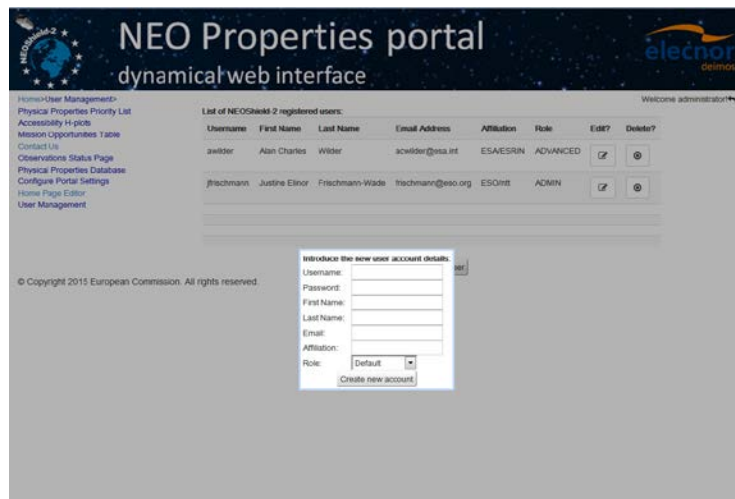 NEOShield-2
NEO Properties portal
dynamical web interface
elecnor
deimos
Home>User Management>
Welcome administrator!
Physical Properties Priority List
Accessibility H-plots
Mission Opportunities Table
Contact Us
Observations Status Page
Physical Properties Database
Configure Portal Settings
Home Page Editor
User Management
List of NEOShield-2 registered users:
Username First Name Last Name Email Address Affiliation Role Edit? Delete?
awilder Alan Charles Wilder acwilder@esa.int ESA/ESRIN ADVANCED
jfrischmann Justine Elinor Frischmann-Wade frischmann@eso.org ESO/ntt ADMIN
Introduce the new user account details:
Username:
Password:
First Name:
Last Name:
Email:
Affiliation:
Role: Default
Create new account
© Copyright 2015 European Commission. All rights reserved.